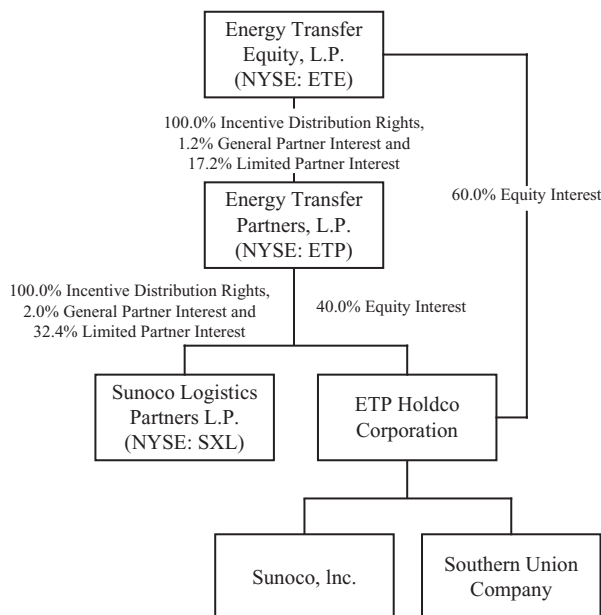 Energy Transfer
Equity, L.P.
(NYSE: ETE)
100.0% Incentive Distribution Rights,
1.2% General Partner Interest and
17.2% Limited Partner Interest
60.0% Equity Interest
Energy Transfer
Partners, L.P.
(NYSE: ETP)
100.0% Incentive Distribution Rights,
2.0% General Partner Interest and
32.4% Limited Partner Interest
40.0% Equity Interest
Sunoco Logistics
Partners L.P.
(NYSE: SXL)
ETP Holdco
Corporation
Sunoco, lnc.
Southern Union
Company